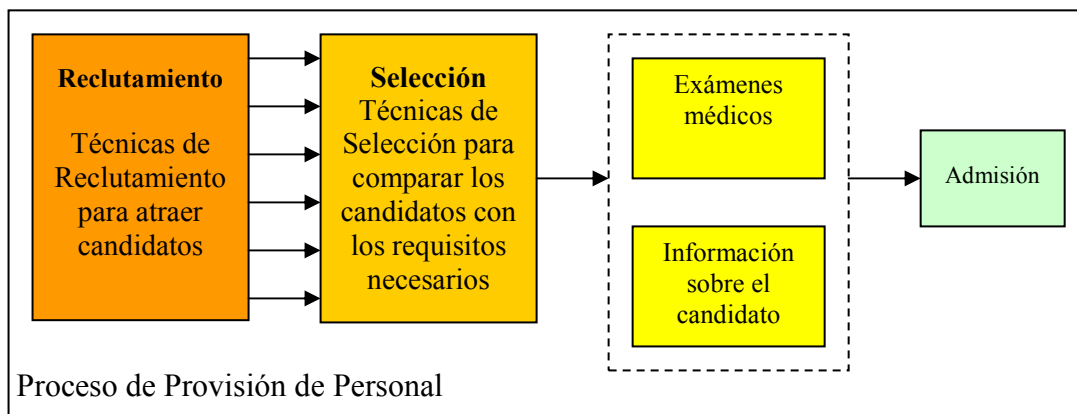 Reclutamiento
Técnicas de
Reclutamiento
para atraer
candidatos
Selección
Técnicas de
Selección para
comparar los
candidatos con
los requisitos
necesarios
Exámenes
médicos
Información
sobre el
candidato
Admisión
Proceso de Provisión de Personal